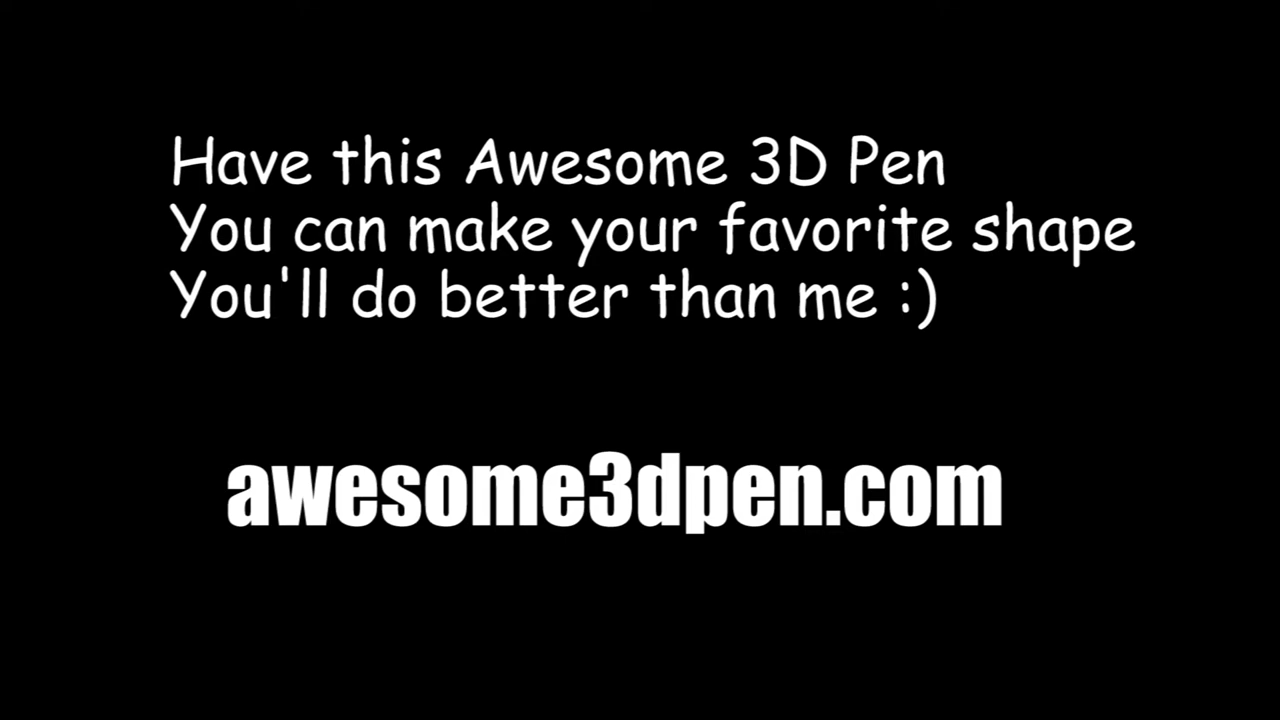 Have this Awesome 3D Pen
You can make your favorite shape
You'll do better than me :)
awesome3dpen.com